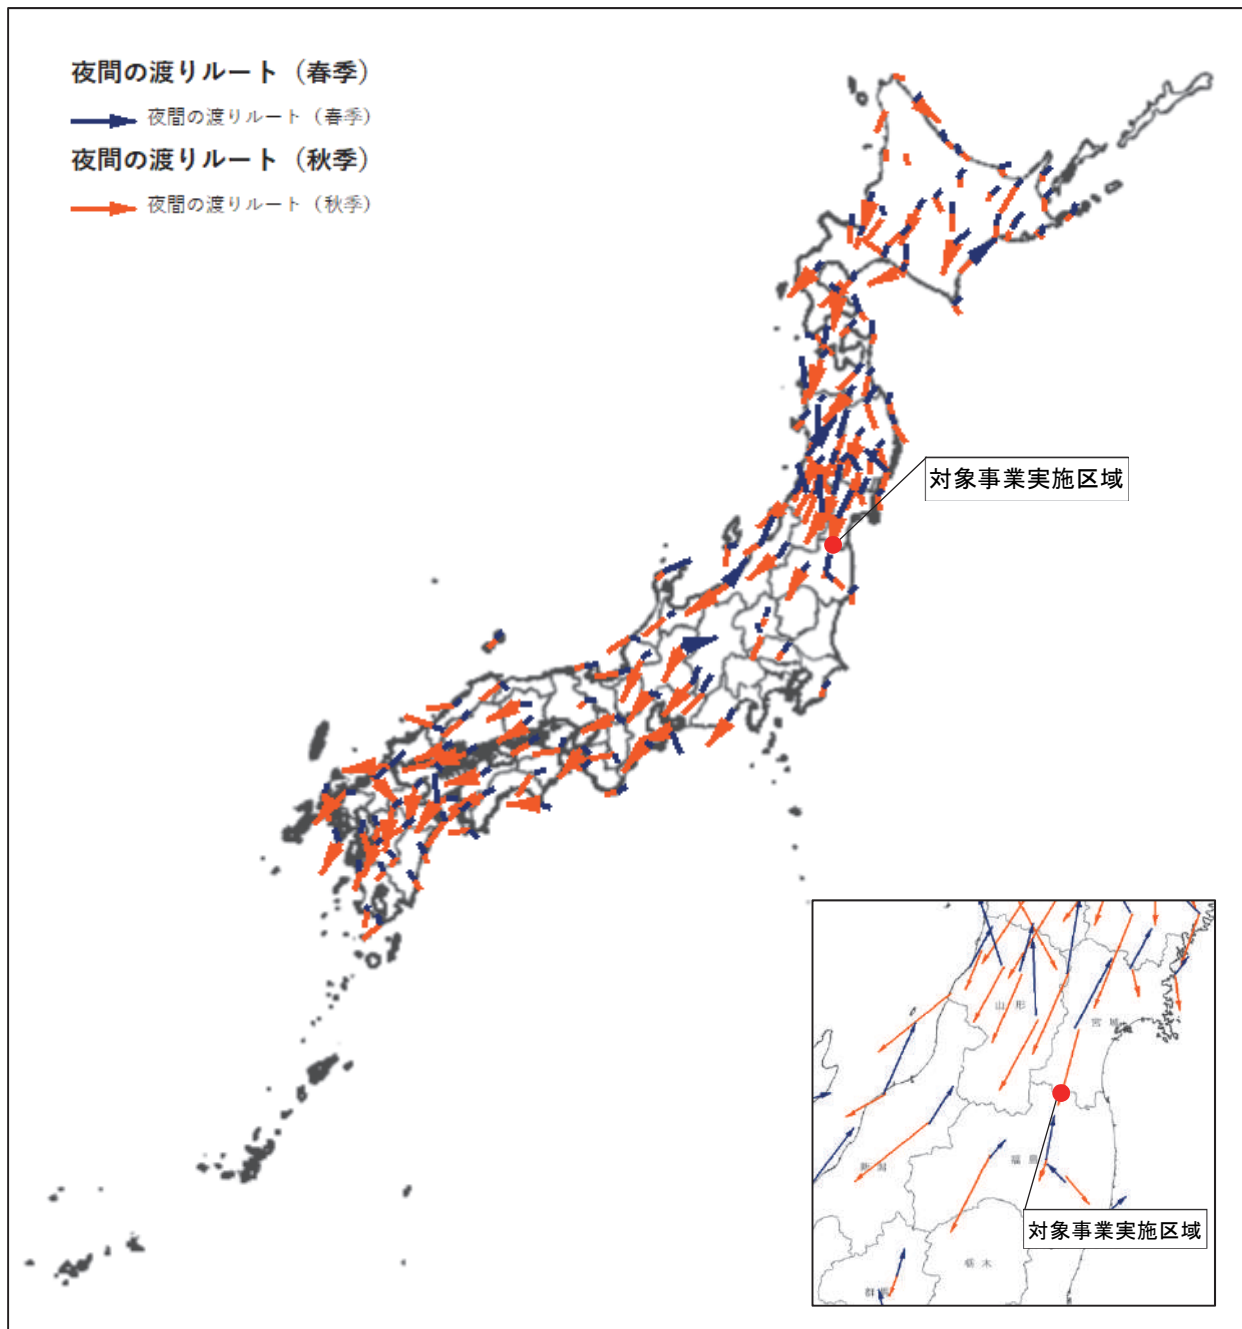 夜間の渡りルート（春季）
夜間の渡りルート（春季）
夜間の渡りルート（秋季）
夜間の渡りルート（秋季）
対象事業実施区域
山形
宮城
新潟
福島
対象事業実施区域
栃木
群馬